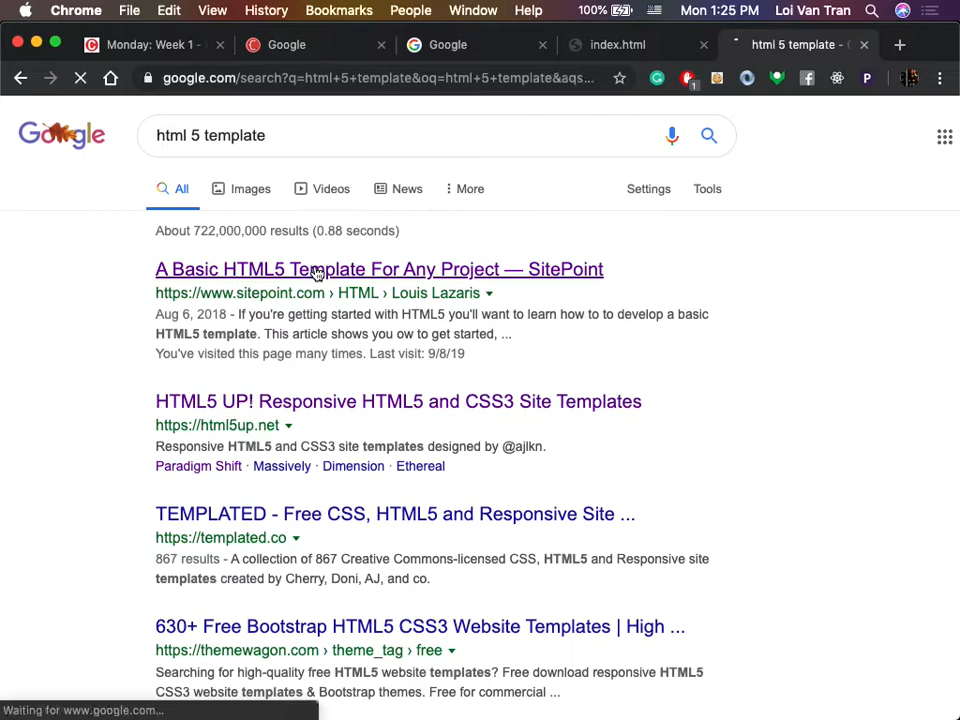 Chrome File Edit View History Bookmarks People Window Help 100% Mon 1:25 PM Loi Van Tran
Monday: Week 1 - Google Google index.html html 5 template -
google.com/search?q=html+5+template&oq=html+5+template&aqs...
1
P
Google
html 5 template
All Images Videos News More Settings Tools
About 722,000,000 results (0.88 seconds)
A Basic HTML5 Template For Any Project — SitePoint
https://www.sitepoint.com › HTML › Louis Lazaris
Aug 6, 2018 - If you're getting started with HTML5 you'll want to learn how to to develop a basic
HTML5 template. This article shows you ow to get started, ...
You've visited this page many times. Last visit: 9/8/19
HTML5 UP! Responsive HTML5 and CSS3 Site Templates
https://html5up.net
Responsive HTML5 and CSS3 site templates designed by @ajlkn.
Paradigm Shift · Massively · Dimension · Ethereal
TEMPLATED - Free CSS, HTML5 and Responsive Site ...
https://templated.co
867 results - A collection of 867 Creative Commons-licensed CSS, HTML5 and Responsive site
templates created by Cherry, Doni, AJ, and co.
630+ Free Bootstrap HTML5 CSS3 Website Templates | High ...
https://themewagon.com › theme_tag › free
Searching for high-quality free HTML5 website templates? Free download responsive HTML5
CSS3 website templates & Bootstrap themes. Free for commercial ...
Waiting for www.google.com...